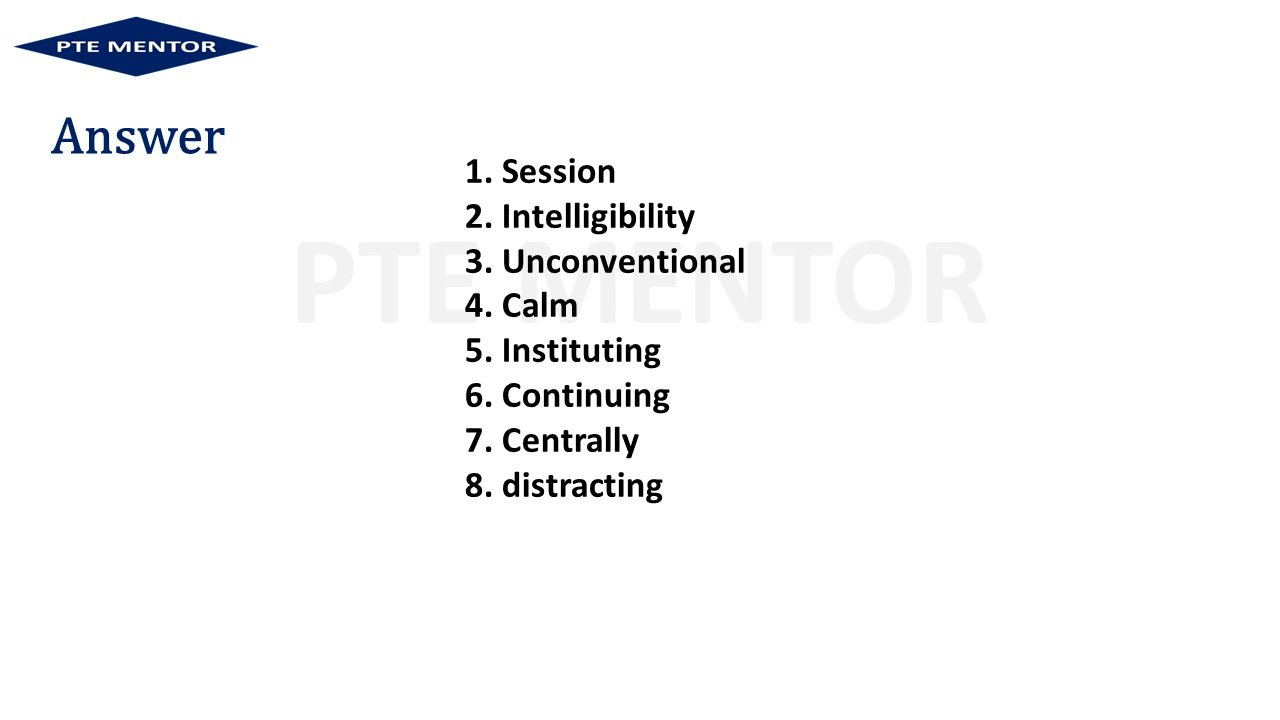 PTE MENTOR
Answer
1. Session
2. Intelligibility
3. Unconventional
PTE MENTOR
4. Calm
5. Instituting
6. Continuing
7. Centrally
8. distracting